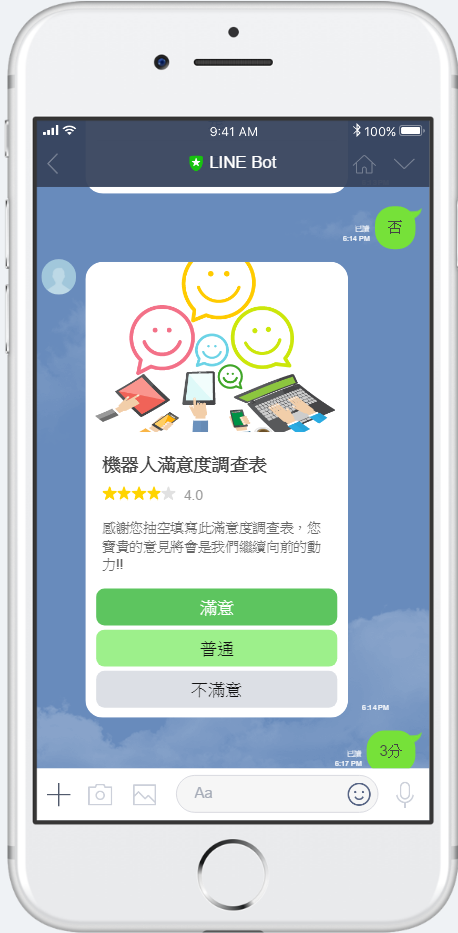 9:41 AM
100%
LINE Bot
否
已讀
6:14 PM
機器人滿意度調查表
4.0
感謝您抽空填寫此滿意度調查表，您
寶貴的意見將會是我們繼續向前的動
力!!
滿意
普通
不滿意
6:14 PM
3分
已讀
6:17 PM
Aa